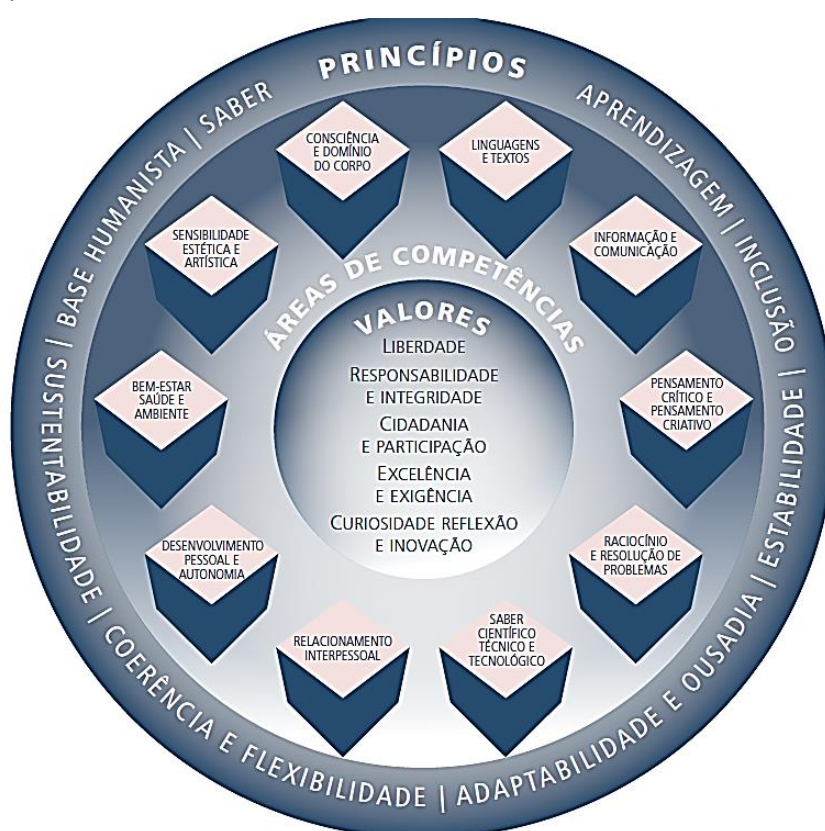 PRINCÍPIOS
APRENDIZAGEM | INCLUSÃO | ESTABILIDADE | ADAPTABILIDADE E OUSADIA | COERÊNCIA E FLEXIBILIDADE | SUSTENTABILIDADE | BASE HUMANISTA | SABER
CONSCIÊNCIA
E DOMÍNIO
DO CORPO
LINGUAGENS
E TEXTOS
SENSIBILIDADE
ESTÉTICA E
ARTÍSTICA
INFORMAÇÃO E
COMUNICAÇÃO
BEM-ESTAR
SAÚDE E
AMBIENTE
PENSAMENTO
CRÍTICO E
PENSAMENTO
CRIATIVO
DESENVOLVIMENTO
PESSOAL E
AUTONOMIA
RACIOCÍNIO
E RESOLUÇÃO DE
PROBLEMAS
RELACIONAMENTO
INTERPESSOAL
SABER
CIENTÍFICO
TÉCNICO E
TECNOLÓGICO
ÁREAS DE COMPETÊNCIAS
VALORES
LIBERDADE
RESPONSABILIDADE
E INTEGRIDADE
CIDADANIA
E PARTICIPAÇÃO
EXCELÊNCIA
E EXIGÊNCIA
CURIOSIDADE REFLEXÃO
E INOVAÇÃO